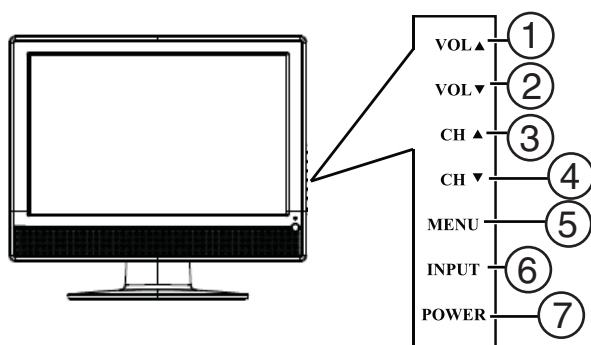 VOL▲ 1
VOL▼ 2
CH ▲ 3
CH ▼ 4
MENU 5
INPUT 6
POWER 7